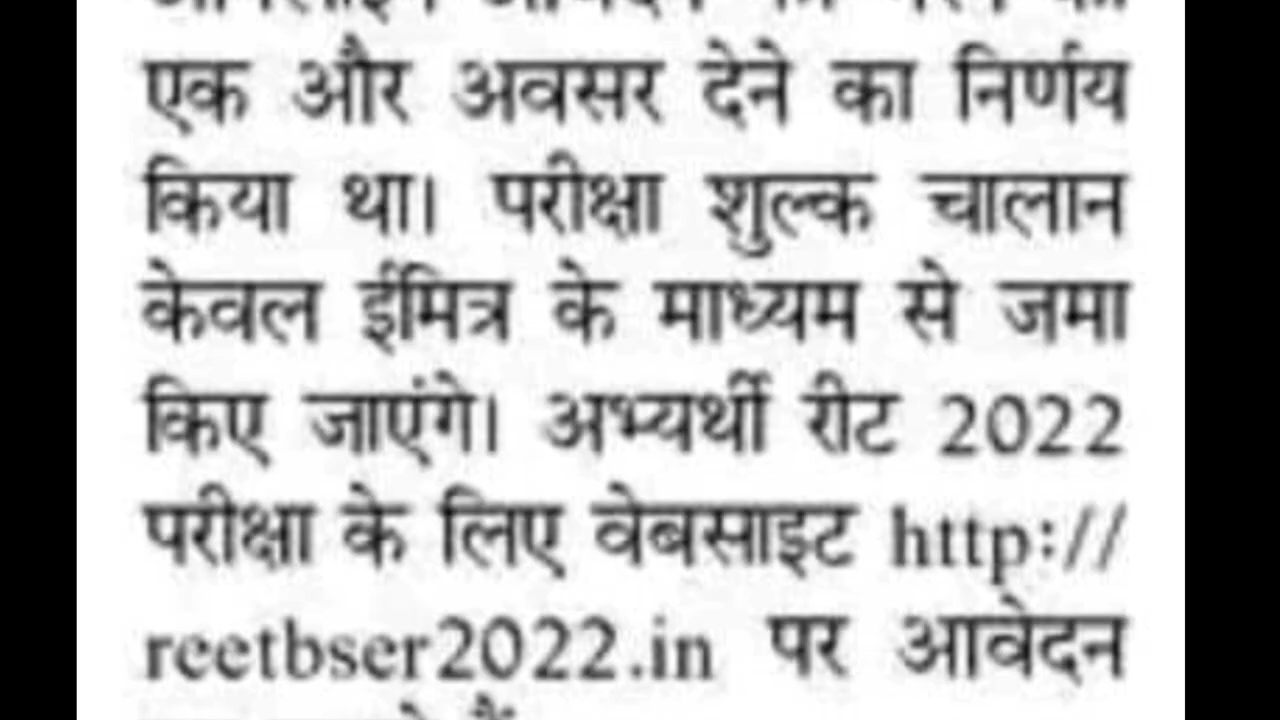 एक और अवसर देने का निर्णय
किया था। परीक्षा शुल्क चालान
केवल ईमित्र के माध्यम से जमा
किए जाएंगे। अभ्यर्थी रीट 2022
परीक्षा के लिए वेबसाइट http://
reetbser2022.in पर आवेदन